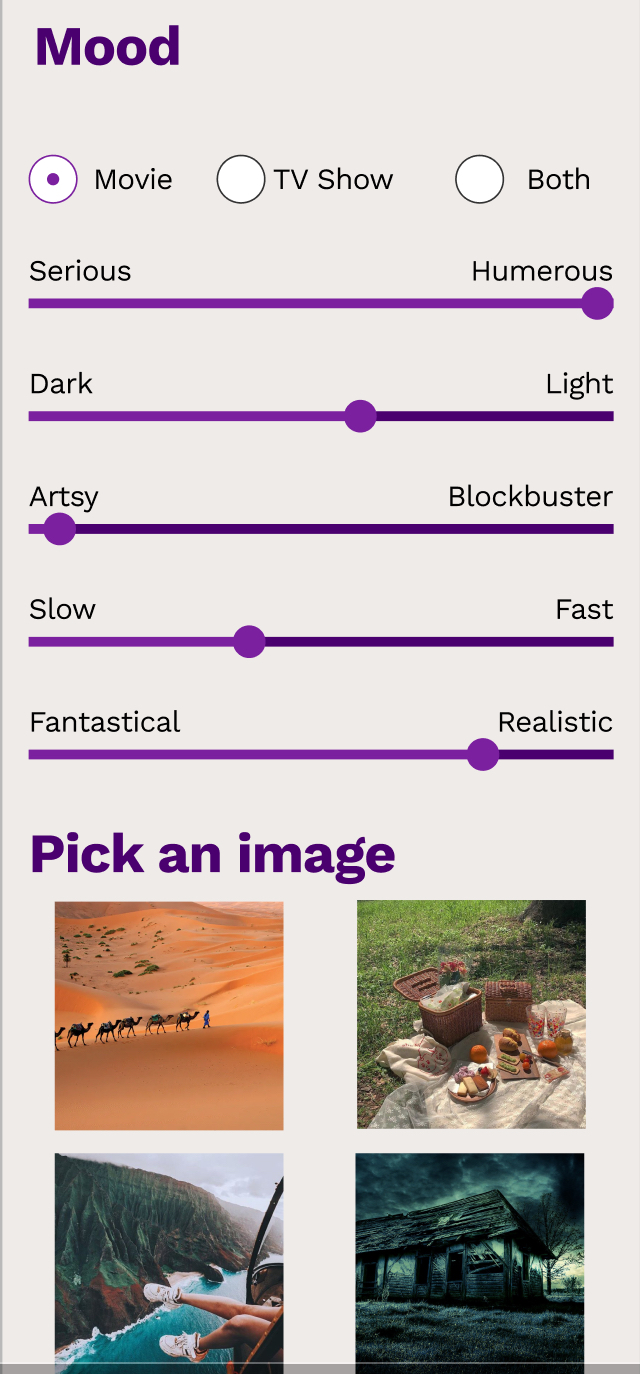 Mood
Movie TV Show Both
Serious Humerous
Dark Light
Artsy Blockbuster
Slow Fast
Fantastical Realistic
Pick an image